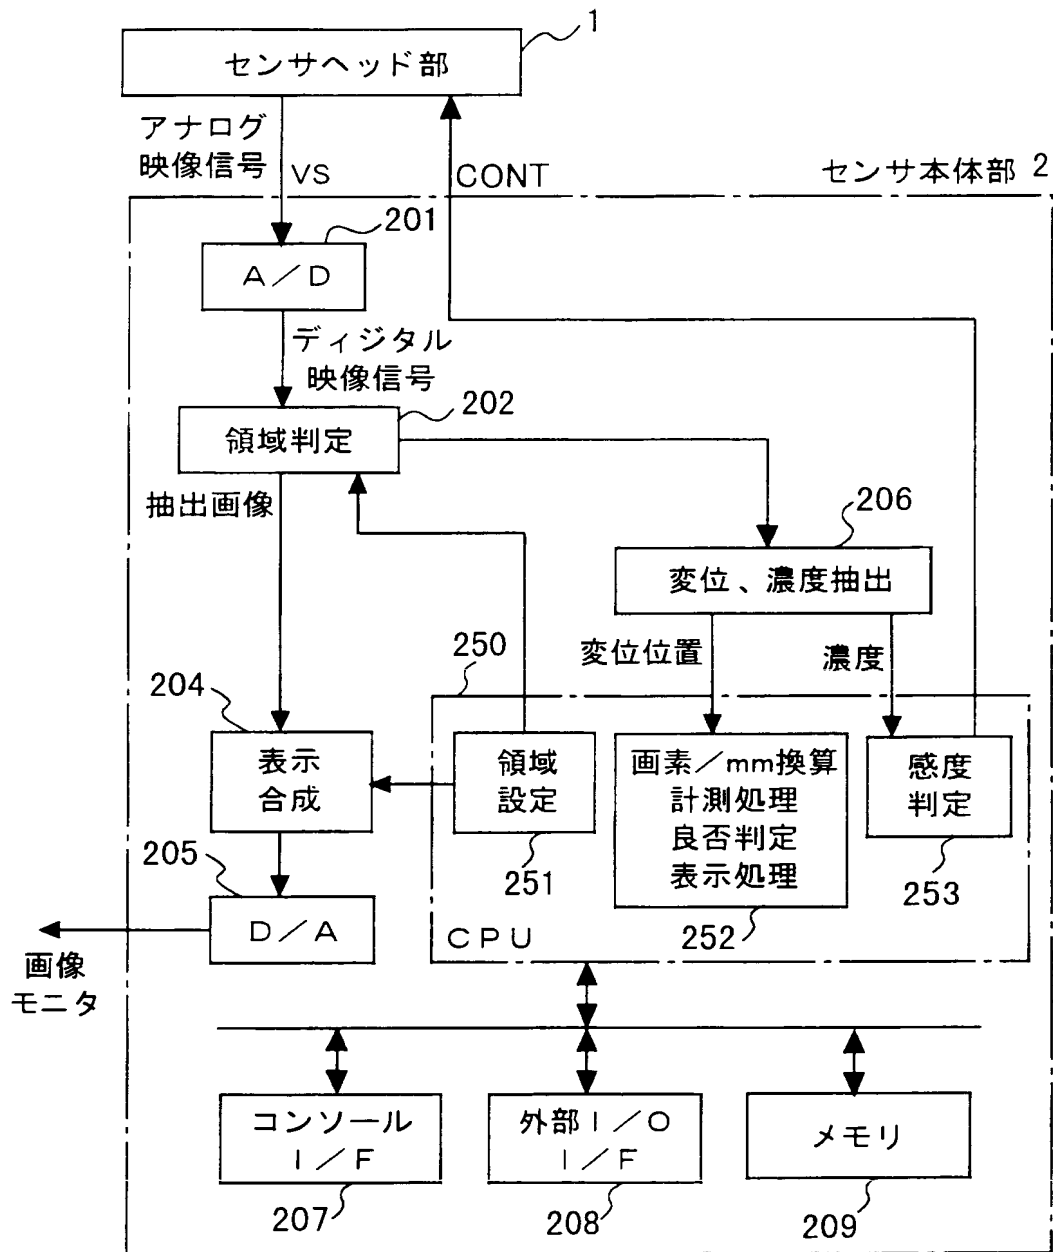 1
センサヘッド部
アナログ
映像信号
VS
CONT
センサ本体部 2
201
A/D
ディジタル
映像信号
202
領域判定
抽出画像
206
変位、濃度抽出
変位位置
濃度
250
204
表示
合成
領域
設定
251
画素/mm換算
計測処理
良否判定
表示処理
252
感度
判定
253
205
D/A
CPU
画像
モニタ
コンソール
I/F
207
外部I/O
I/F
208
メモリ
209